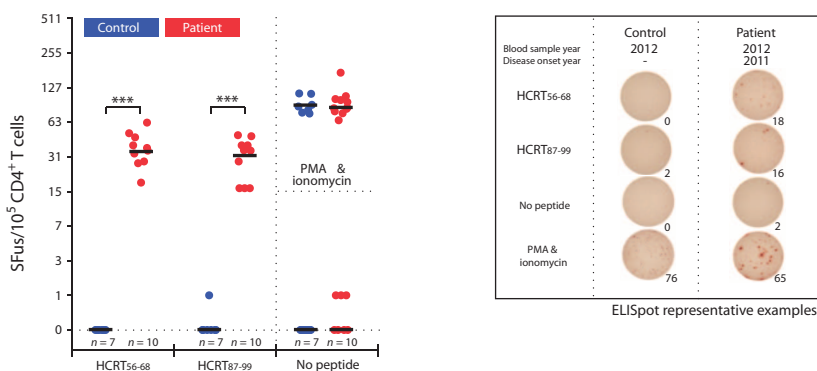 511
255
127
63
31
15
7
3
1
0
SFus/10⁵ CD4⁺ T cells
Control
Patient
***
***
PMA &
ionomycin
n = 7 n = 10 n = 7 n = 10 n = 7 n = 10
HCRT56-68 HCRT87-99 No peptide
Control Patient
Blood sample year 2012 2012
Disease onset year - 2011
HCRT56-68
0 18
HCRT87-99
2 16
No peptide
0 2
PMA &
ionomycin
76 65
ELISpot representative examples